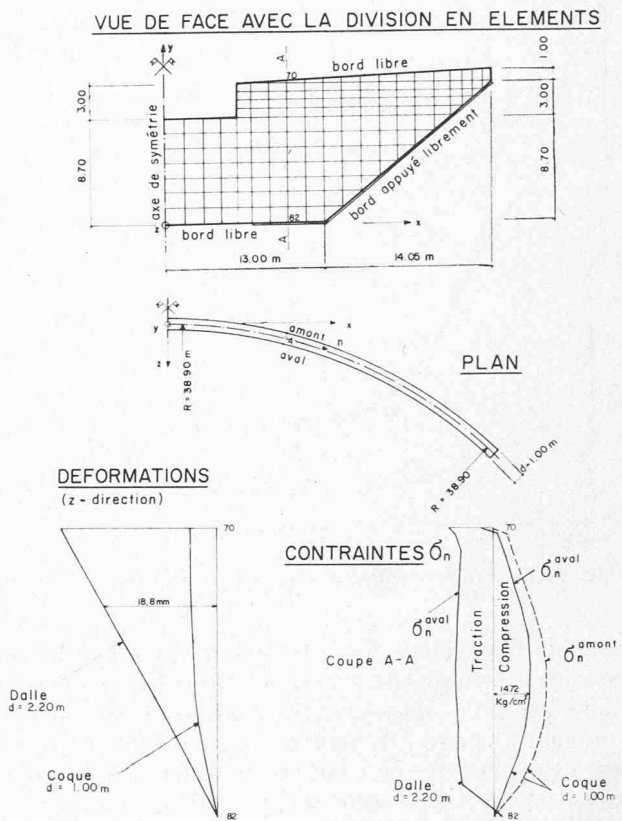 VUE DE FACE AVEC LA DIVISION EN ELEMENTS
y
A
bord libre
70
1.00
3.00
3.00
axe de symétrie
8.70
8.70
bord appuyé librement
z
82
x
bord libre
A
13.00 m
14.05 m
x
y
amont
n
aval
z
R = 38.90 m
PLAN
d=1.00 m
R = 38.90
DEFORMATIONS
(z - direction)
70
18,8mm
Dalle
d = 2.20 m
Coque
d = 1.00 m
82
CONTRAINTES σn
70
σn aval
σn aval
Traction
Compression
σn amont
Coupe A-A
14.72
Kg/cm²
Dalle
d= 2.20 m
Coque
d = 1.00m
82